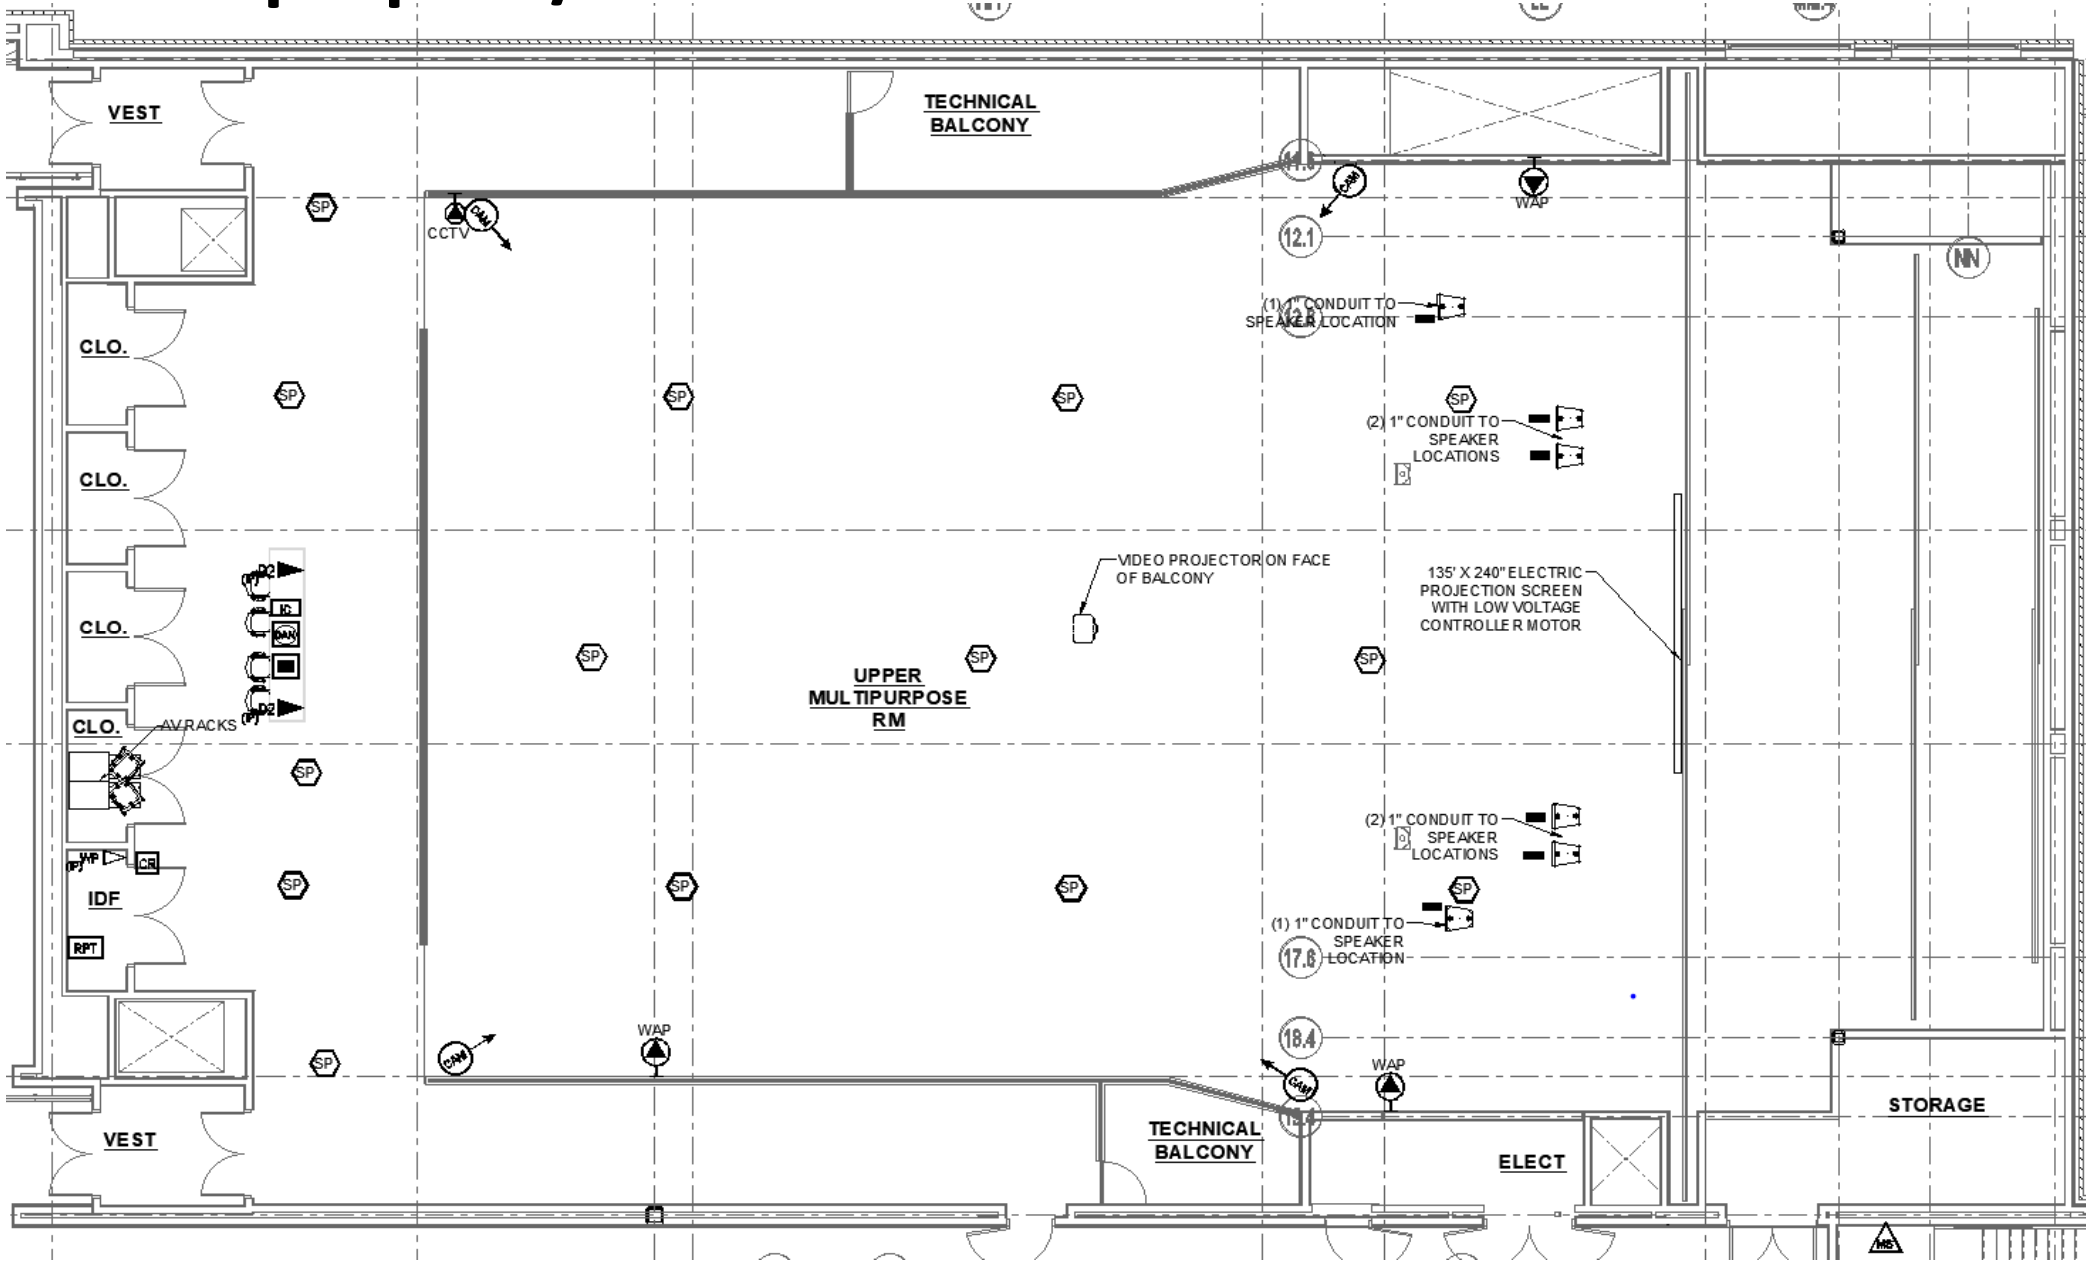 VEST
TECHNICAL
BALCONY
SP
CAM
CCTV
CAM
WAP
12.1
NN
(1) 1" CONDUIT TO
SPEAKER LOCATION
CLO.
SP
SP
SP
SP
(2) 1" CONDUIT TO
SPEAKER
LOCATIONS
CLO.
VIDEO PROJECTOR ON FACE
OF BALCONY
135' X 240" ELECTRIC
PROJECTION SCREEN
WITH LOW VOLTAGE
CONTROLLER MOTOR
IC
CLO.
SP
SP
SP
UPPER
MULTIPURPOSE
RM
CLO.
AV RACKS
SP
(2) 1" CONDUIT TO
SPEAKER
LOCATIONS
WP
CR
IDF
SP
SP
SP
SP
(1) 1" CONDUIT TO
SPEAKER
LOCATION
17.6
RPT
WAP
18.4
CAM
SP
WAP
CAM
STORAGE
VEST
TECHNICAL
BALCONY
ELECT